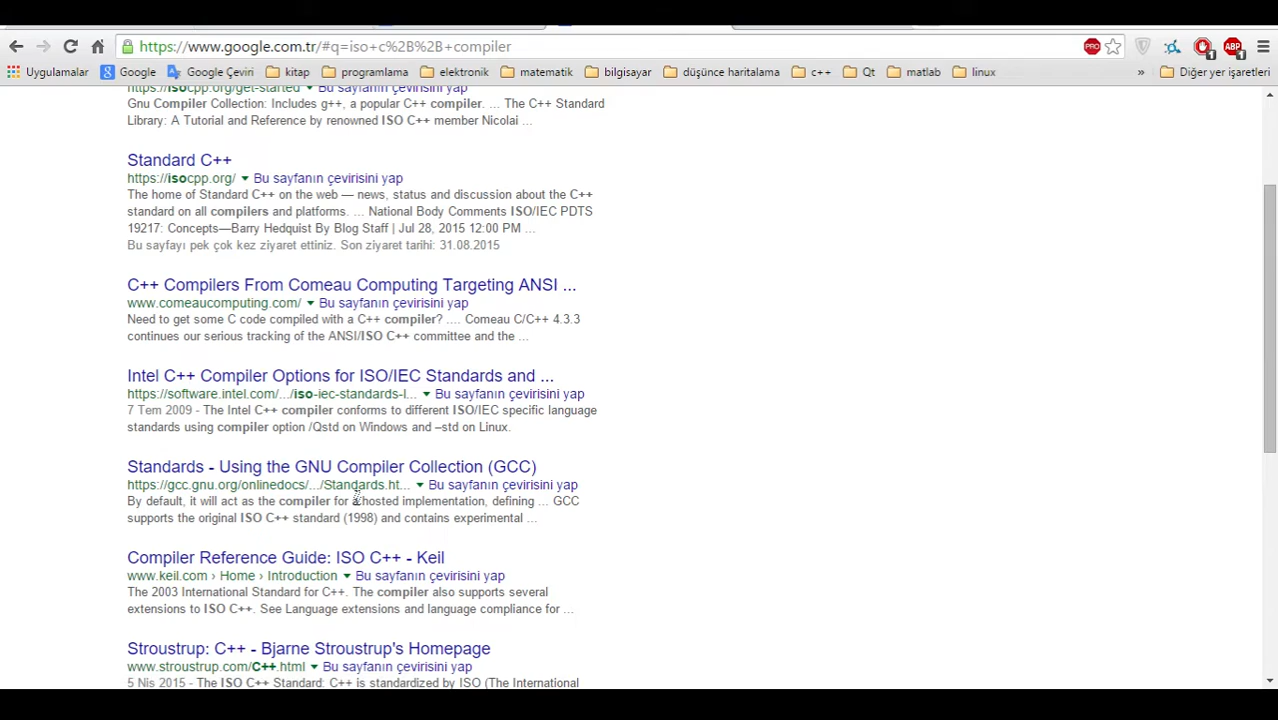 https://www.google.com.tr/#q=iso+c%2B%2B+compiler
PRO
1
ABP
1
Uygulamalar Google Google Çeviri kitap programlama elektronik matematik bilgisayar düşünce haritalama c++ Qt matlab linux » Diğer yer işaretleri
https://isocpp.org/get-started Bu sayfanın çevirisini yap
Gnu Compiler Collection: Includes g++, a popular C++ compiler. ... The C++ Standard
Library: A Tutorial and Reference by renowned ISO C++ member Nicolai ...
Standard C++
https://isocpp.org/ Bu sayfanın çevirisini yap
The home of Standard C++ on the web — news, status and discussion about the C++
standard on all compilers and platforms. ... National Body Comments ISO/IEC PDTS
19217: Concepts—Barry Hedquist By Blog Staff | Jul 28, 2015 12:00 PM ...
Bu sayfayı pek çok kez ziyaret ettiniz. Son ziyaret tarihi: 31.08.2015
C++ Compilers From Comeau Computing Targeting ANSI ...
www.comeaucomputing.com/ Bu sayfanın çevirisini yap
Need to get some C code compiled with a C++ compiler? .... Comeau C/C++ 4.3.3
continues our serious tracking of the ANSI/ISO C++ committee and the ...
Intel C++ Compiler Options for ISO/IEC Standards and ...
https://software.intel.com/.../iso-iec-standards-l... Bu sayfanın çevirisini yap
7 Tem 2009 - The Intel C++ compiler conforms to different ISO/IEC specific language
standards using compiler option /Qstd on Windows and –std on Linux.
Standards - Using the GNU Compiler Collection (GCC)
https://gcc.gnu.org/onlinedocs/.../Standards.ht... Bu sayfanın çevirisini yap
By default, it will act as the compiler for a hosted implementation, defining ... GCC
supports the original ISO C++ standard (1998) and contains experimental ...
Compiler Reference Guide: ISO C++ - Keil
www.keil.com › Home › Introduction Bu sayfanın çevirisini yap
The 2003 International Standard for C++. The compiler also supports several
extensions to ISO C++. See Language extensions and language compliance for ...
Stroustrup: C++ - Bjarne Stroustrup's Homepage
www.stroustrup.com/C++.html Bu sayfanın çevirisini yap
5 Nis 2015 - The ISO C++ Standard: C++ is standardized by ISO (The International